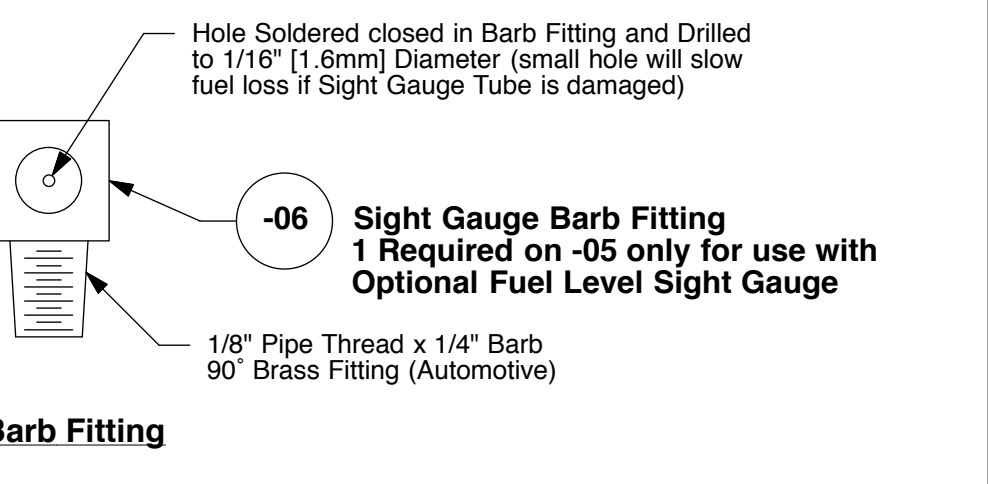 Hole Soldered closed in Barb Fitting and Drilled
to 1/16" [1.6mm] Diameter (small hole will slow
fuel loss if Sight Gauge Tube is damaged)
-06
Sight Gauge Barb Fitting
1 Required on -05 only for use with
Optional Fuel Level Sight Gauge
1/8" Pipe Thread x 1/4" Barb
90˚ Brass Fitting (Automotive)
Barb Fitting